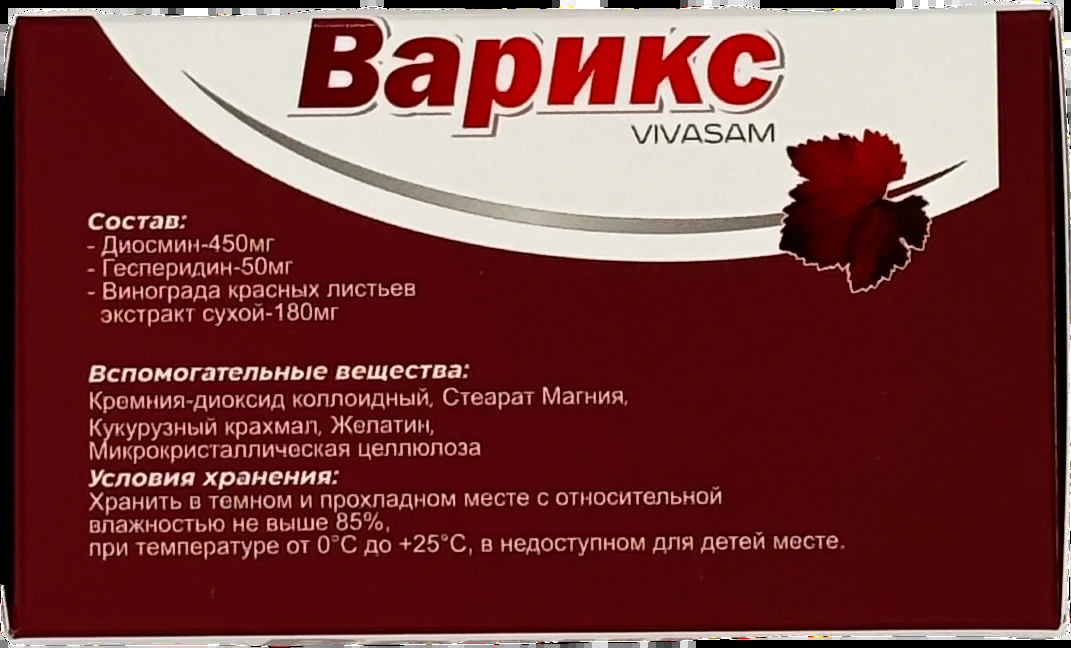 Варикс
VIVASAM
Состав:
- Диосмин-450мг
- Гесперидин-50мг
- Винограда красных листьев
экстракт сухой-180мг
Вспомогательные вещества:
Кремния-диоксид коллоидный, Стеарат Магния,
Кукурузный крахмал, Желатин,
Микрокристаллическая целлюлоза
Условия хранения:
Хранить в темном и прохладном месте с относительной
влажностью не выше 85%,
при температуре от 0°С до +25°С, в недоступном для детей месте.